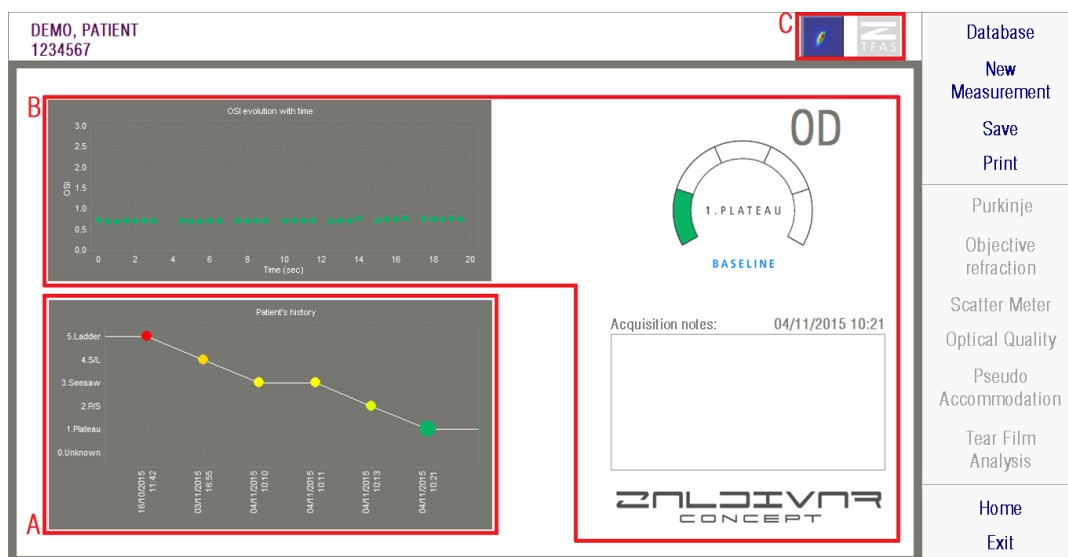 DEMO, PATIENT
1234567
C
TFAS
B
OSI evolution with time
OSI
3.0
2.5
2.0
1.5
1.0
0.5
0.0
0 2 4 6 8 10 12 14 16 18 20
Time (sec)
OD
1.PLATEAU
BASELINE
A
Patient's history
5.Ladder
4.S/L
3.Seesaw
2.P/S
1.Plateau
0.Unknown
16/10/2015 11:42
03/11/2015 16:55
04/11/2015 10:10
04/11/2015 10:11
04/11/2015 10:13
04/11/2015 10:21
Acquisition notes: 04/11/2015 10:21
ZALDIVAR
CONCEPT
Database
New
Measurement
Save
Print
Purkinje
Objective
refraction
Scatter Meter
Optical Quality
Pseudo
Accommodation
Tear Film
Analysis
Home
Exit